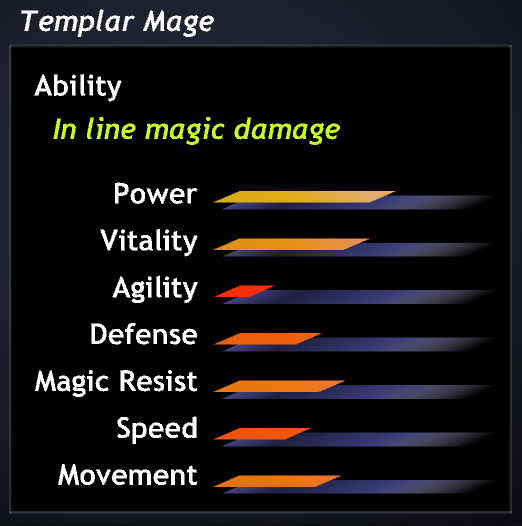 Templar Mage
Ability
In line magic damage
Power
Vitality
Agility
Defense
Magic Resist
Speed
Movement